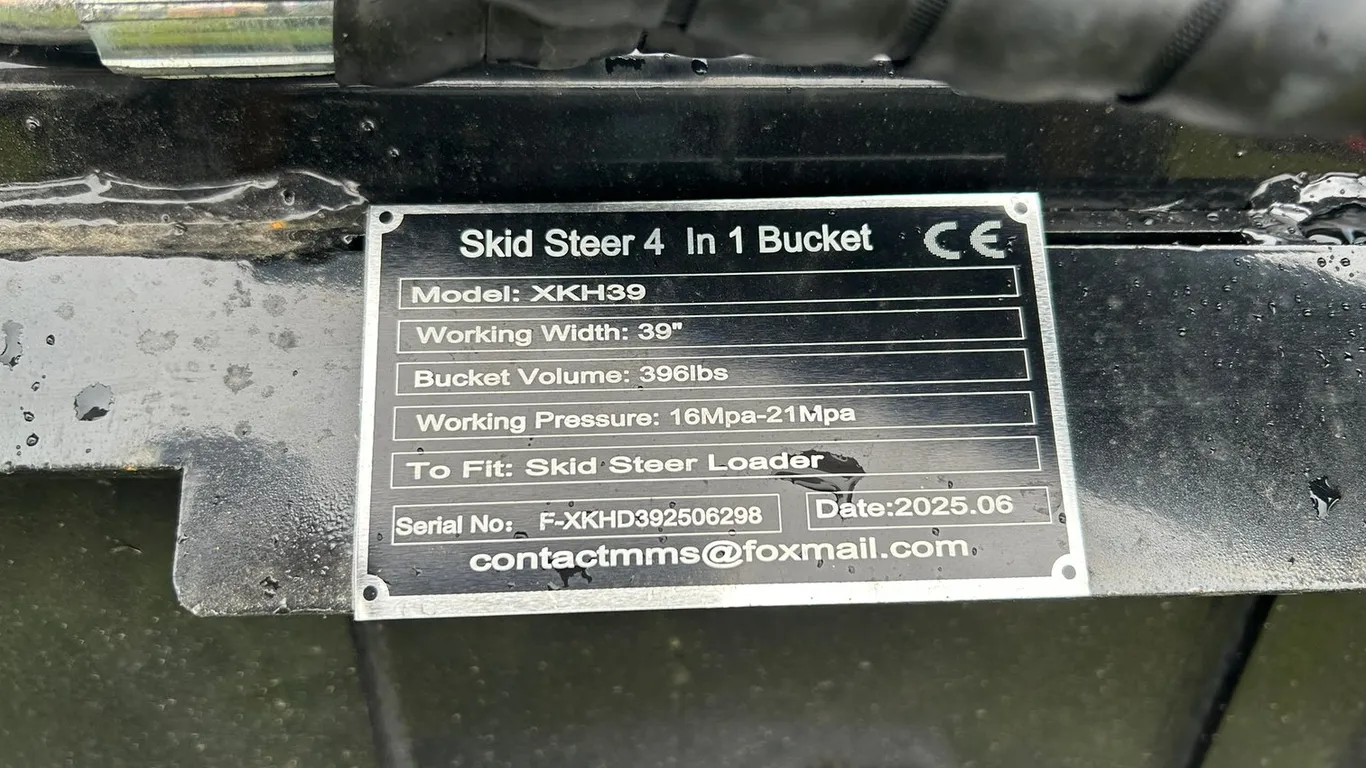 Skid Steer 4 In 1 Bucket CE
Model: XKH39
Working Width: 39"
Bucket Volume: 396lbs
Working Pressure: 16Mpa-21Mpa
To Fit: Skid Steer Loader
Serial No: F-XKHD392506298 Date:2025.06
contactmms@foxmail.com